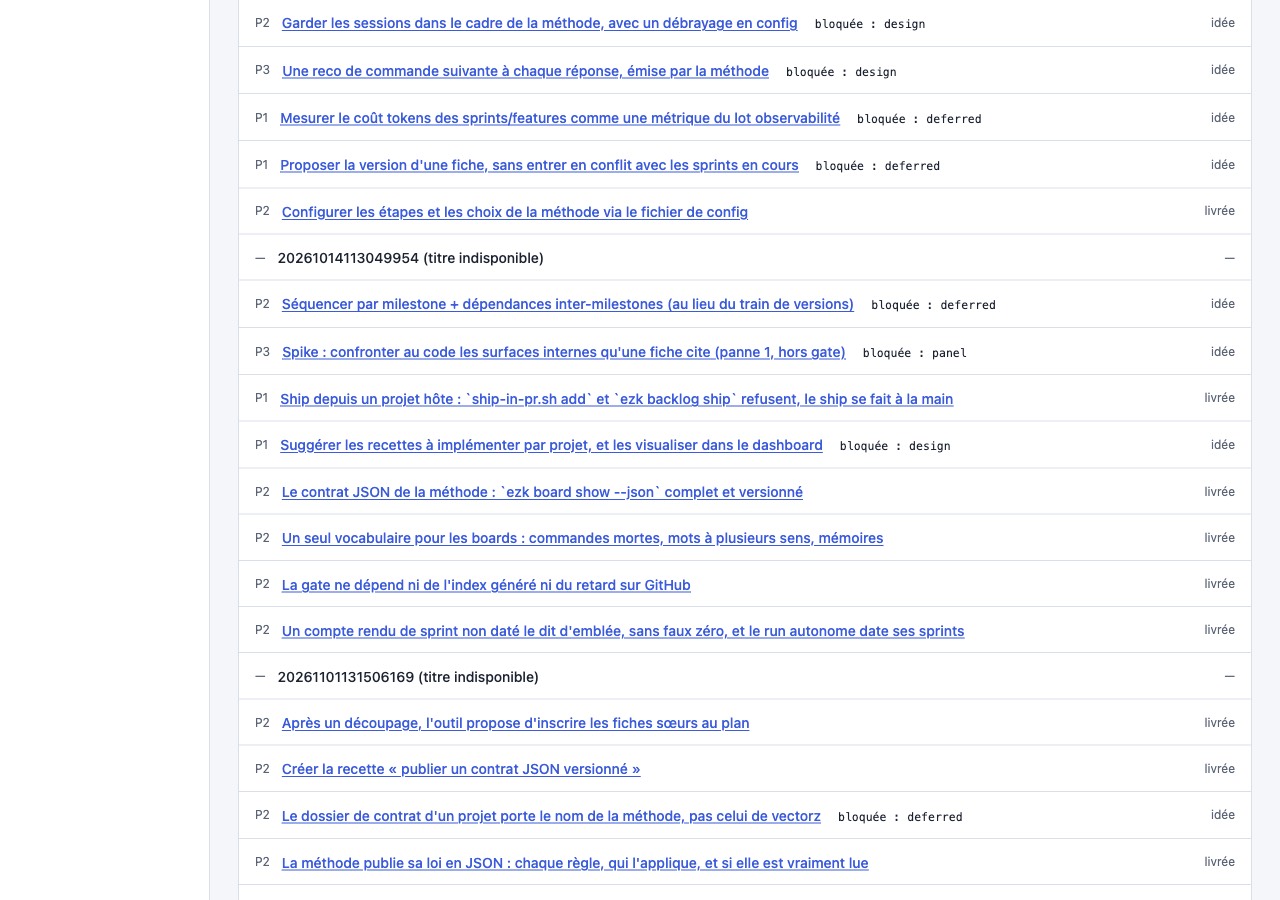 P2 Garder les sessions dans le cadre de la méthode, avec un débrayage en config bloquée : design idée
P3 Une reco de commande suivante à chaque réponse, émise par la méthode bloquée : design idée
P1 Mesurer le coût tokens des sprints/features comme une métrique du lot observabilité bloquée : deferred idée
P1 Proposer la version d'une fiche, sans entrer en conflit avec les sprints en cours bloquée : deferred idée
P2 Configurer les étapes et les choix de la méthode via le fichier de config livrée
— 20261014113049954 (titre indisponible) —
P2 Séquencer par milestone + dépendances inter-milestones (au lieu du train de versions) bloquée : deferred idée
P3 Spike : confronter au code les surfaces internes qu'une fiche cite (panne 1, hors gate) bloquée : panel idée
P1 Ship depuis un projet hôte : `ship-in-pr.sh add` et `ezk backlog ship` refusent, le ship se fait à la main livrée
P1 Suggérer les recettes à implémenter par projet, et les visualiser dans le dashboard bloquée : design idée
P2 Le contrat JSON de la méthode : `ezk board show --json` complet et versionné livrée
P2 Un seul vocabulaire pour les boards : commandes mortes, mots à plusieurs sens, mémoires livrée
P2 La gate ne dépend ni de l'index généré ni du retard sur GitHub livrée
P2 Un compte rendu de sprint non daté le dit d'emblée, sans faux zéro, et le run autonome date ses sprints livrée
— 20261101131506169 (titre indisponible) —
P2 Après un découpage, l'outil propose d'inscrire les fiches sœurs au plan livrée
P2 Créer la recette « publier un contrat JSON versionné » livrée
P2 Le dossier de contrat d'un projet porte le nom de la méthode, pas celui de vectorz bloquée : deferred idée
P2 La méthode publie sa loi en JSON : chaque règle, qui l'applique, et si elle est vraiment lue livrée